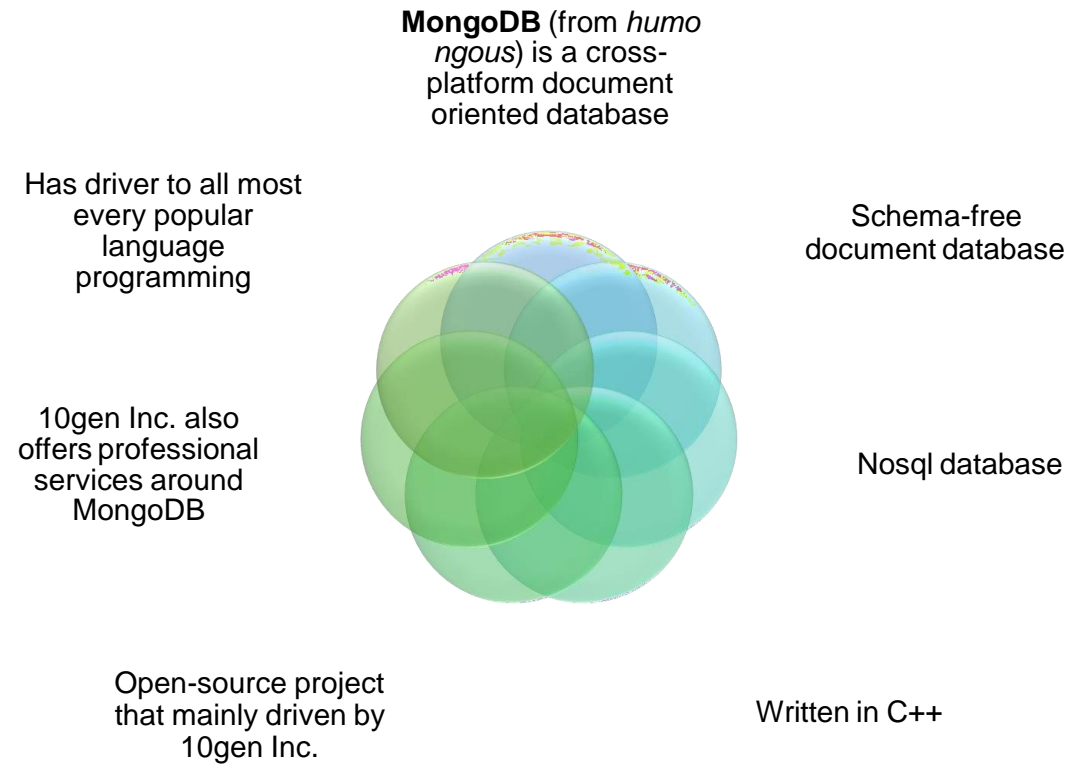 MongoDB (from humo
ngous) is a cross-
platform document
oriented database
Has driver to all most
every popular
language
programming
Schema-free
document database
10gen Inc. also
offers professional
services around
MongoDB
Nosql database
Open-source project
that mainly driven by
10gen Inc.
Written in C++